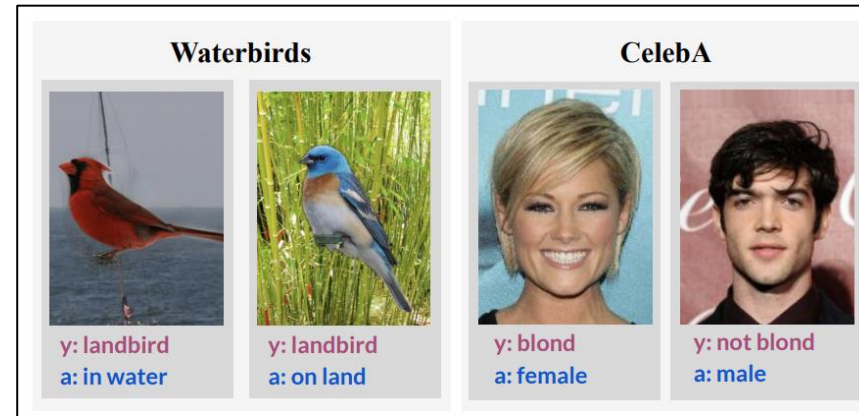 Waterbirds
CelebA
y: landbird
a: in water
y: landbird
a: on land
y: blond
a: female
y: not blond
a: male